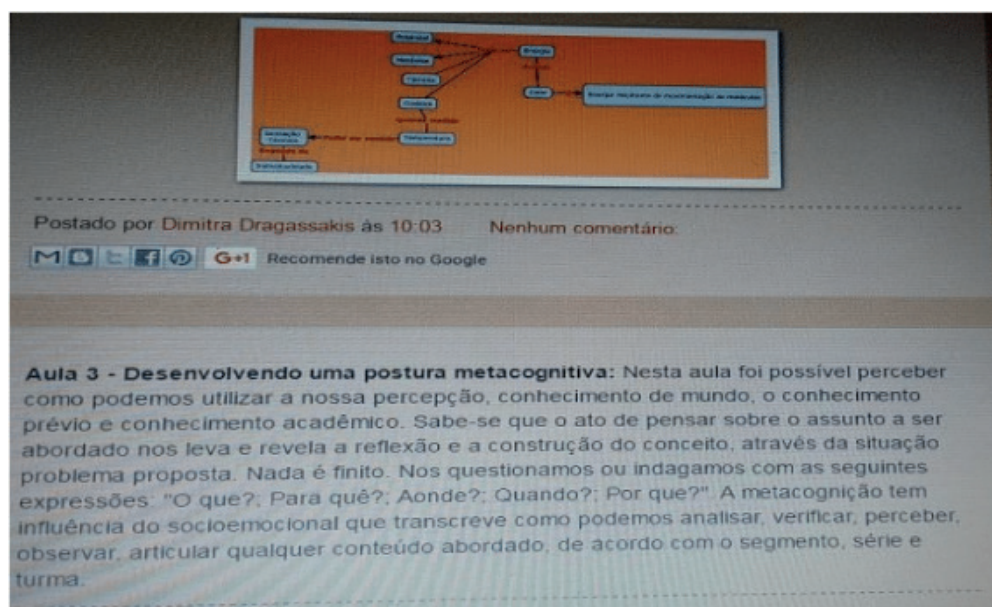 Energia
Calor
Postado por Dimitra Dragassakis às 10:03 Nenhum comentário:
G+1 Recomende isto no Google
Aula 3 - Desenvolvendo uma postura metacognitiva: Nesta aula foi possível perceber
como podemos utilizar a nossa percepção, conhecimento de mundo, o conhecimento
prévio e conhecimento acadêmico. Sabe-se que o ato de pensar sobre o assunto a ser
abordado nos leva e revela a reflexão e a construção do conceito, através da situação
problema proposta. Nada é finito. Nos questionamos ou indagamos com as seguintes
expressões: "O que?; Para quê?; Aonde?; Quando?; Por que?". A metacognição tem
influência do socioemocional que transcreve como podemos analisar, verificar, perceber,
observar, articular qualquer conteúdo abordado, de acordo com o segmento, série e
turma.